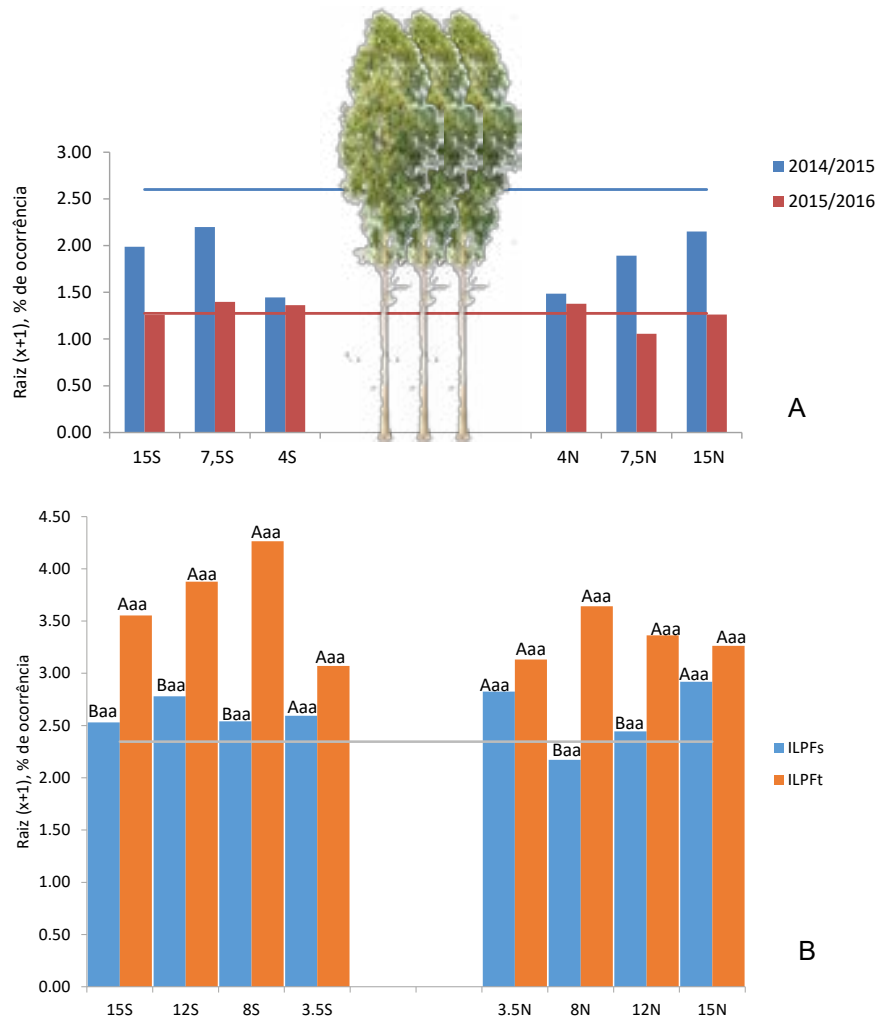 3.00
2.50
2.00
1.50
1.00
0.50
0.00
Raiz (x+1), % de ocorrência
15S 7,5S 4S 4N 7,5N 15N
2014/2015
2015/2016
A
4.50
4.00
3.50
3.00
2.50
2.00
1.50
1.00
0.50
0.00
Raiz (x+1), % de ocorrência
Baa Aaa Baa Aaa Baa Aaa Aaa Aaa Aaa Aaa Baa Aaa Baa Aaa Aaa Aaa
15S 12S 8S 3.5S 3.5N 8N 12N 15N
ILPFs
ILPFt
B